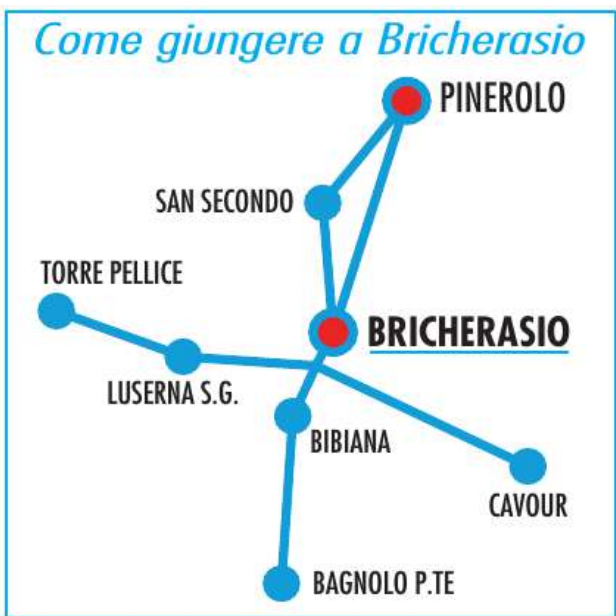 Come giungere a Bricherasio
PINEROLO
SAN SECONDO
TORRE PELLICE
BRICHERASIO
LUSERNA S.G.
BIBIANA
CAVOUR
BAGNOLO P.TE